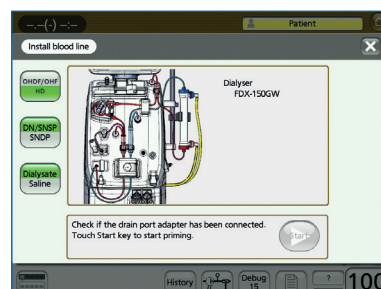 –.–(-) –:–
Patient
Install blood line
OHDF/OHF
HD
DN/SNSP
SNDP
Dialysate
Saline
Dialyser
FDX-150GW
Check if the drain port adapter has been connected.
Touch Start key to start priming.
Start
History
Debug
15
?
100